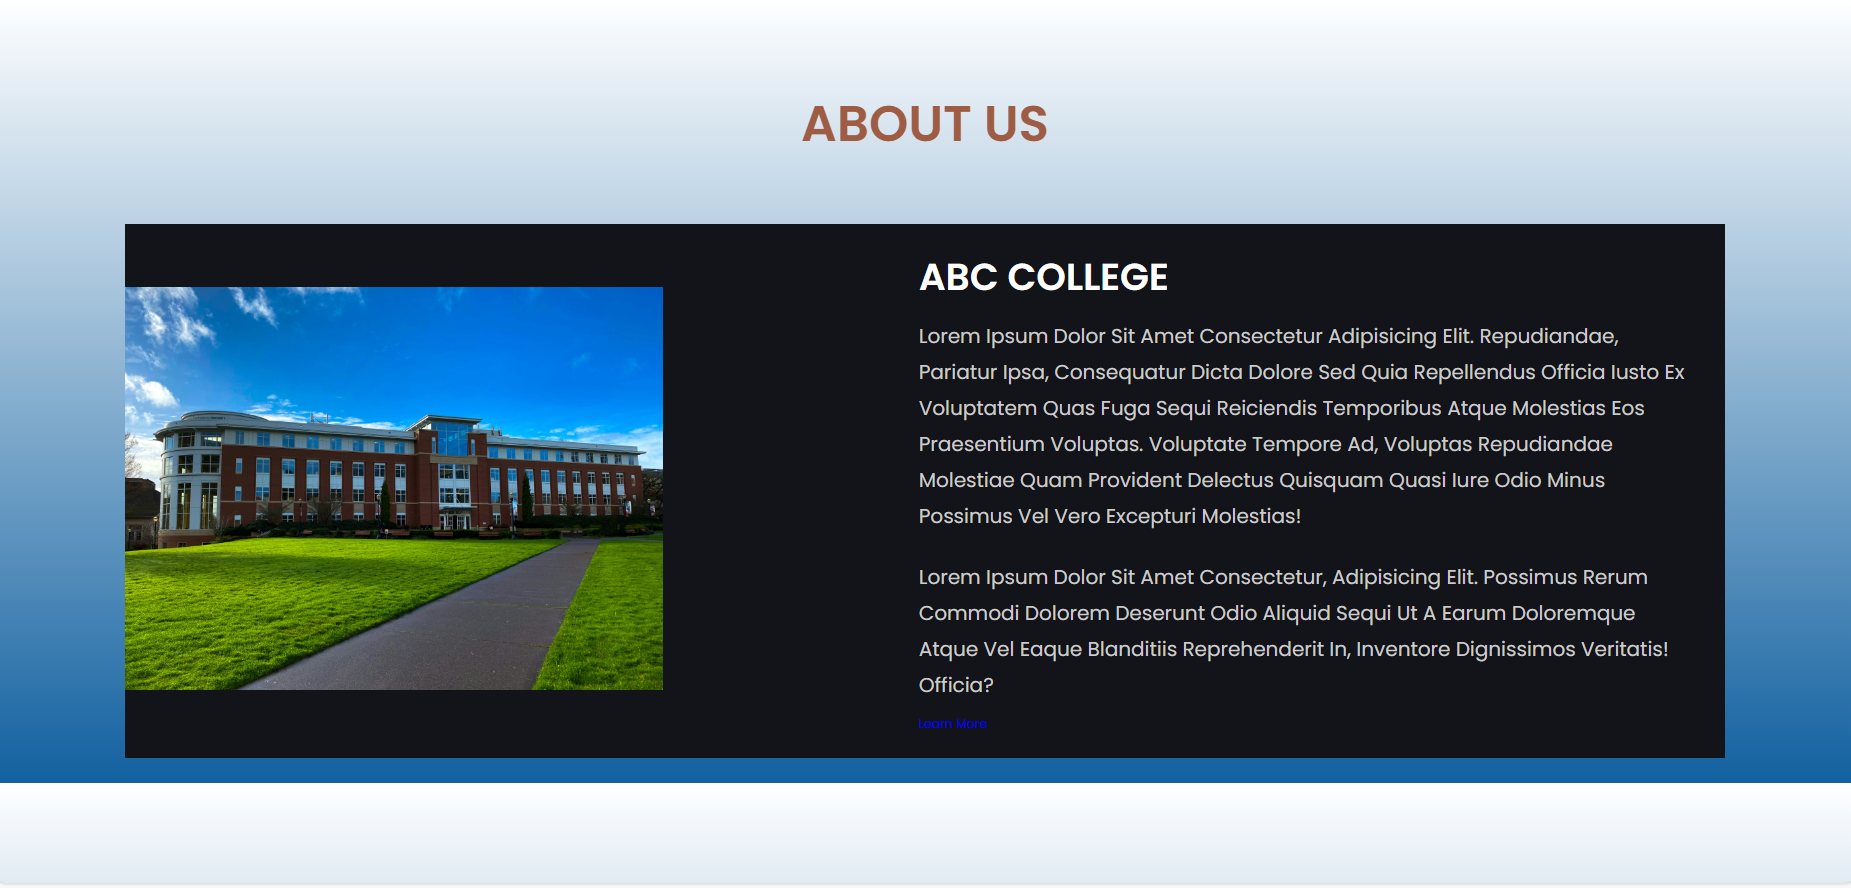 ABOUT US
ABC COLLEGE
Lorem Ipsum Dolor Sit Amet Consectetur Adipisicing Elit. Repudiandae,
Pariatur Ipsa, Consequatur Dicta Dolore Sed Quia Repellendus Officia Iusto Ex
Voluptatem Quas Fuga Sequi Reiciendis Temporibus Atque Molestias Eos
Praesentium Voluptas. Voluptate Tempore Ad, Voluptas Repudiandae
Molestiae Quam Provident Delectus Quisquam Quasi Iure Odio Minus
Possimus Vel Vero Excepturi Molestias!
Lorem Ipsum Dolor Sit Amet Consectetur, Adipisicing Elit. Possimus Rerum
Commodi Dolorem Deserunt Odio Aliquid Sequi Ut A Earum Doloremque
Atque Vel Eaque Blanditiis Reprehenderit In, Inventore Dignissimos Veritatis!
Officia?
Learn More